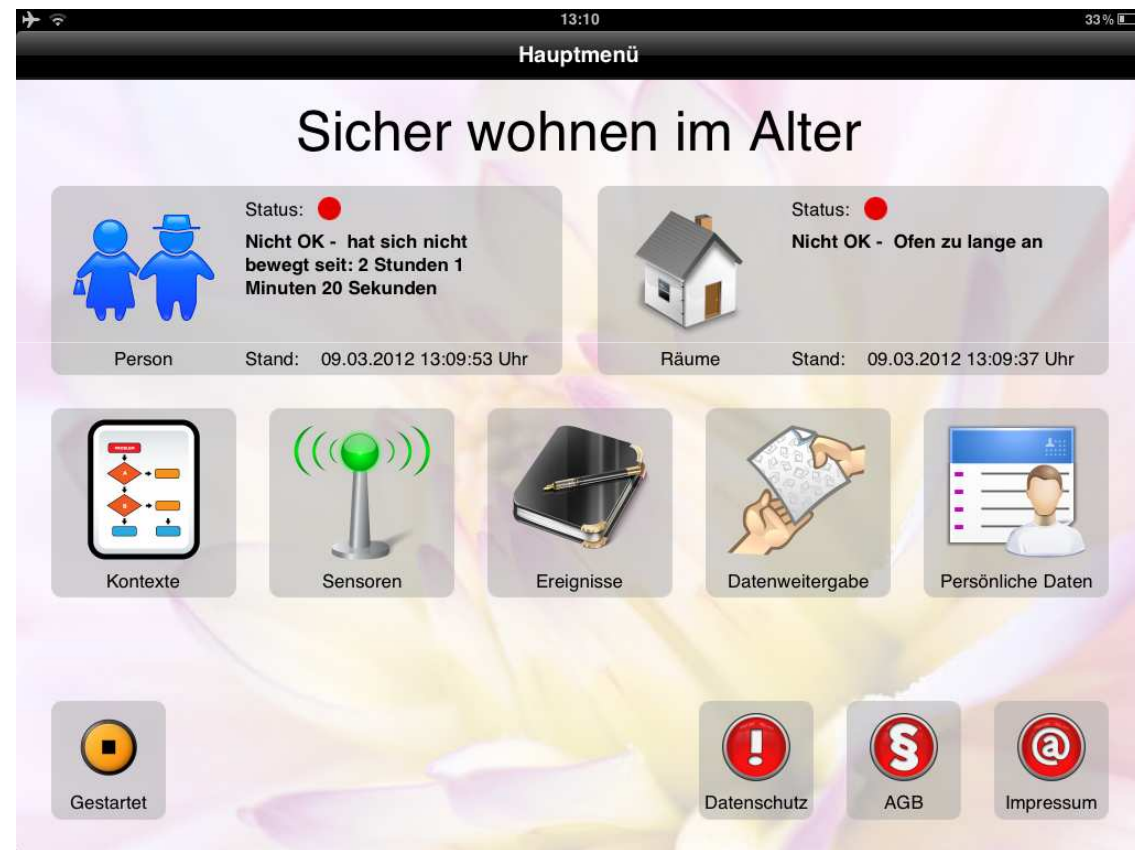 13:10
33%
Hauptmenü
Sicher wohnen im Alter
Status:
Nicht OK - hat sich nicht
bewegt seit: 2 Stunden 1
Minuten 20 Sekunden
Person
Stand: 09.03.2012 13:09:53 Uhr
Status:
Nicht OK - Ofen zu lange an
Räume
Stand: 09.03.2012 13:09:37 Uhr
Kontexte
Sensoren
Ereignisse
Datenweitergabe
Persönliche Daten
Gestartet
Datenschutz
§
AGB
@
Impressum